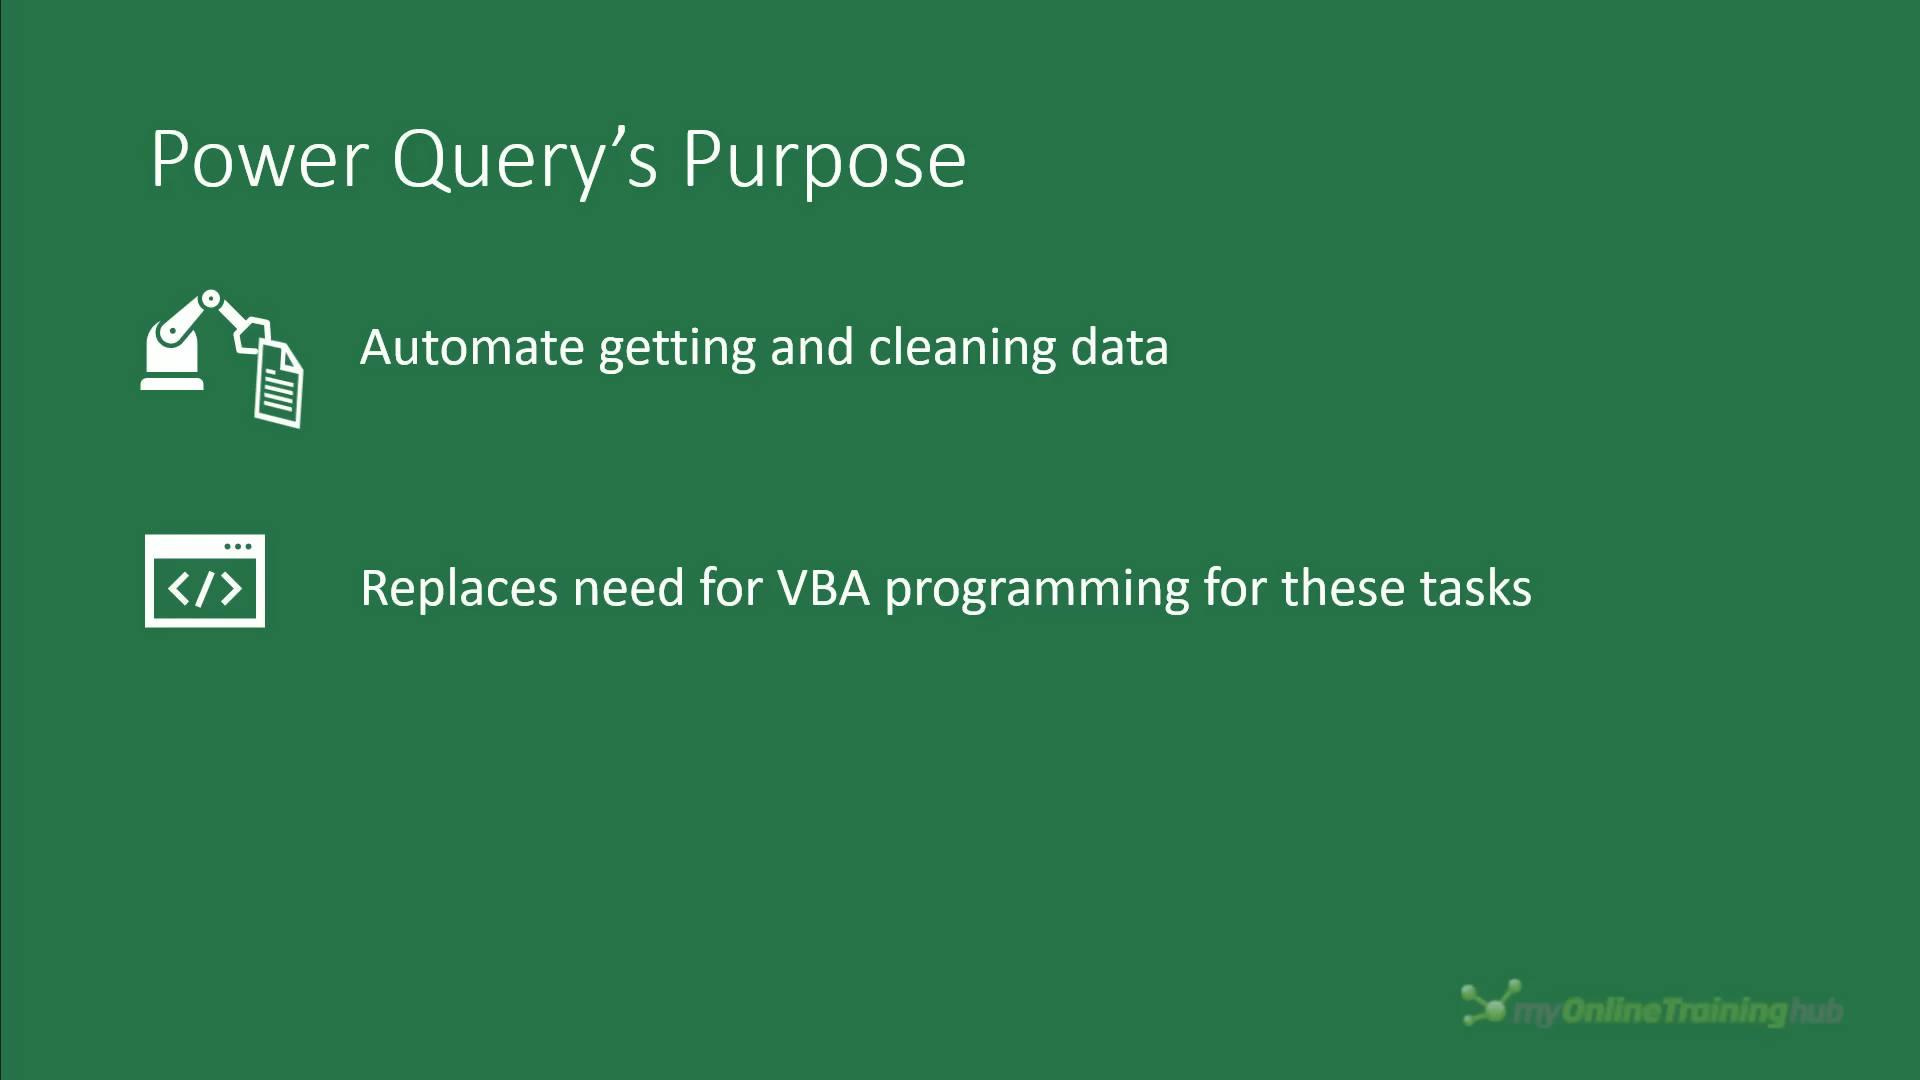 Power Query’s Purpose
Automate getting and cleaning data
</>
Replaces need for VBA programming for these tasks
myOnlineTraininghub